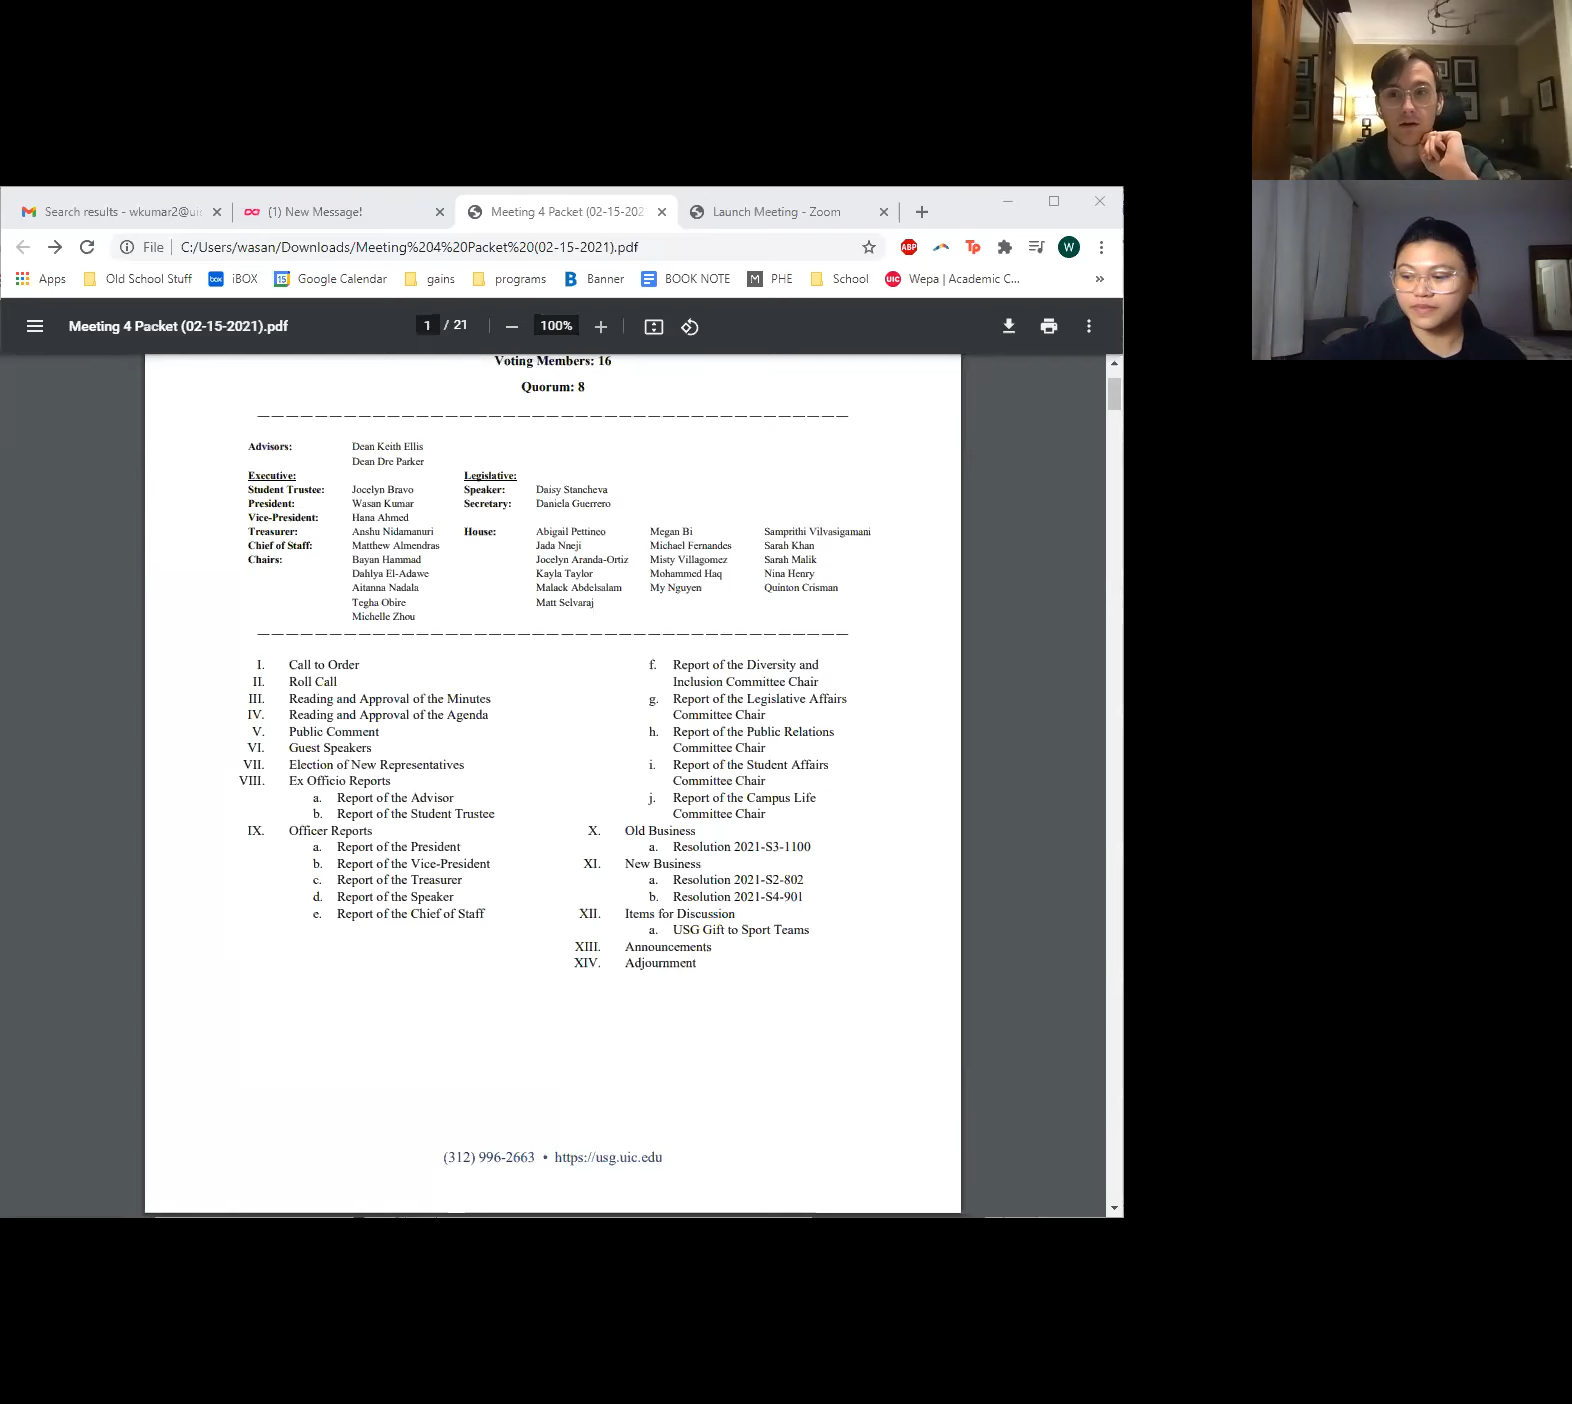 Search results - wkumar2@ui
(1) New Message!
Meeting 4 Packet (02-15-202
Launch Meeting - Zoom
File
C:/Users/wasan/Downloads/Meeting%204%20Packet%20(02-15-2021).pdf
ABP
Tp
W
Apps
Old School Stuff
box
iBOX
15
Google Calendar
gains
programs
B
Banner
BOOK NOTE
M
PHE
School
UIC
Wepa | Academic C...
»
Meeting 4 Packet (02-15-2021).pdf
1 / 21
100%
Voting Members: 16
Quorum: 8
Advisors: Dean Keith Ellis
Dean Dre Parker
Executive: Legislative:
Student Trustee: Jocelyn Bravo Speaker: Daisy Stancheva
President: Wasan Kumar Secretary: Daniela Guerrero
Vice-President: Hana Ahmed
Treasurer: Anshu Nidamanuri House: Abigail Pettineo Megan Bi Samprithi Vilvasigamani
Chief of Staff: Matthew Almendras Jada Nneji Michael Fernandes Sarah Khan
Chairs: Bayan Hammad Jocelyn Aranda-Ortiz Misty Villagomez Sarah Malik
Dahlya El-Adawe Kayla Taylor Mohammed Haq Nina Henry
Aitanna Nadala Malack Abdelsalam My Nguyen Quinton Crisman
Tegha Obire Matt Selvaraj
Michelle Zhou
I. Call to Order
II. Roll Call
III. Reading and Approval of the Minutes
IV. Reading and Approval of the Agenda
V. Public Comment
VI. Guest Speakers
VII. Election of New Representatives
VIII. Ex Officio Reports
a. Report of the Advisor
b. Report of the Student Trustee
IX. Officer Reports
a. Report of the President
b. Report of the Vice-President
c. Report of the Treasurer
d. Report of the Speaker
e. Report of the Chief of Staff
f. Report of the Diversity and
Inclusion Committee Chair
g. Report of the Legislative Affairs
Committee Chair
h. Report of the Public Relations
Committee Chair
i. Report of the Student Affairs
Committee Chair
j. Report of the Campus Life
Committee Chair
X. Old Business
a. Resolution 2021-S3-1100
XI. New Business
a. Resolution 2021-S2-802
b. Resolution 2021-S4-901
XII. Items for Discussion
a. USG Gift to Sport Teams
XIII. Announcements
XIV. Adjournment
(312) 996-2663 • https://usg.uic.edu